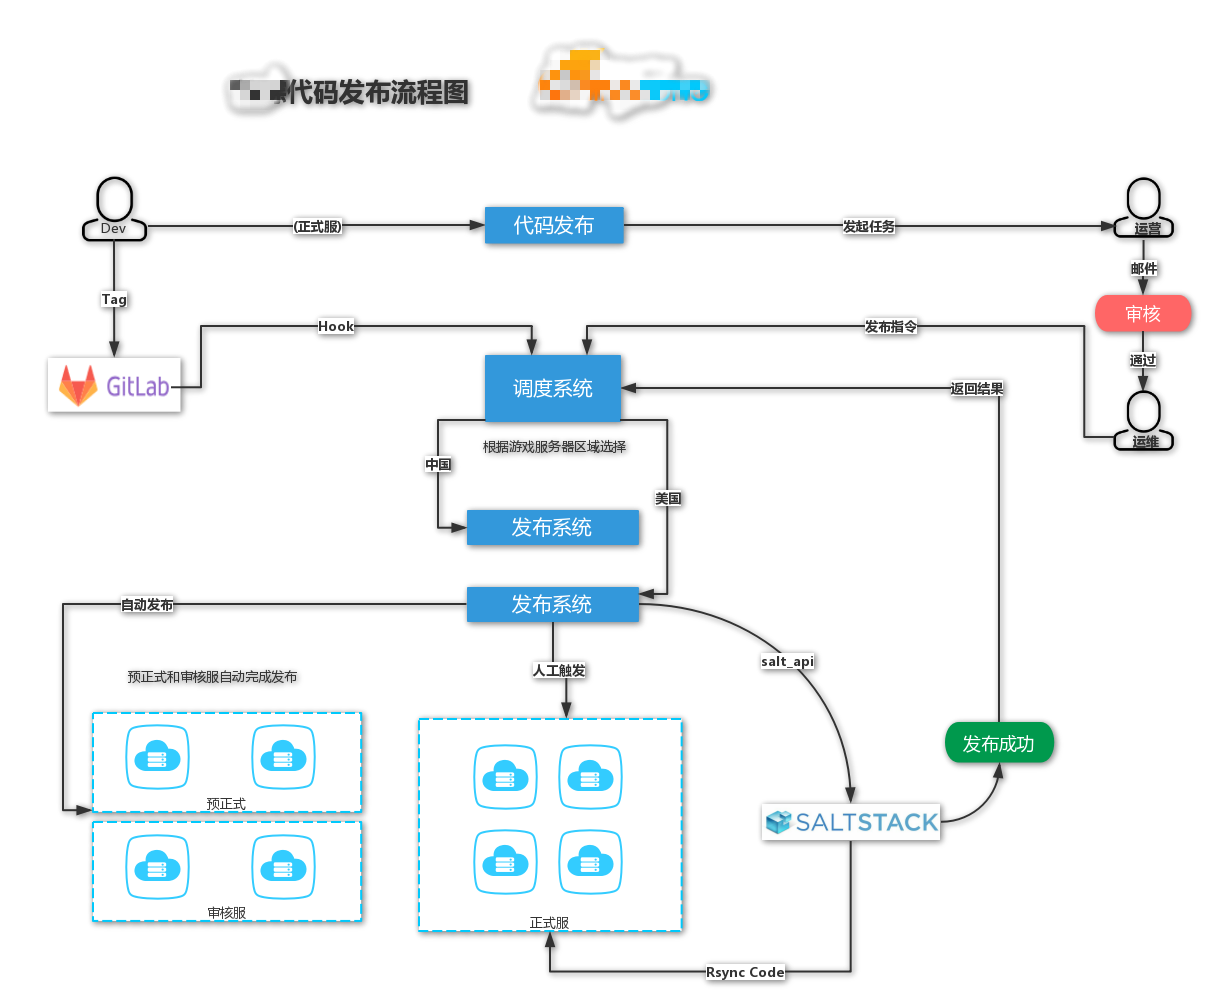 代码发布流程图
Dev
(正式服)
代码发布
发起任务
运营
邮件
Tag
审核
Hook
发布指令
通过
GitLab
调度系统
返回结果
运维
根据游戏服务器区域选择
中国
美国
发布系统
自动发布
发布系统
salt_api
人工触发
预正式和审核服自动完成发布
发布成功
预正式
SALTSTACK
审核服
正式服
Rsync Code